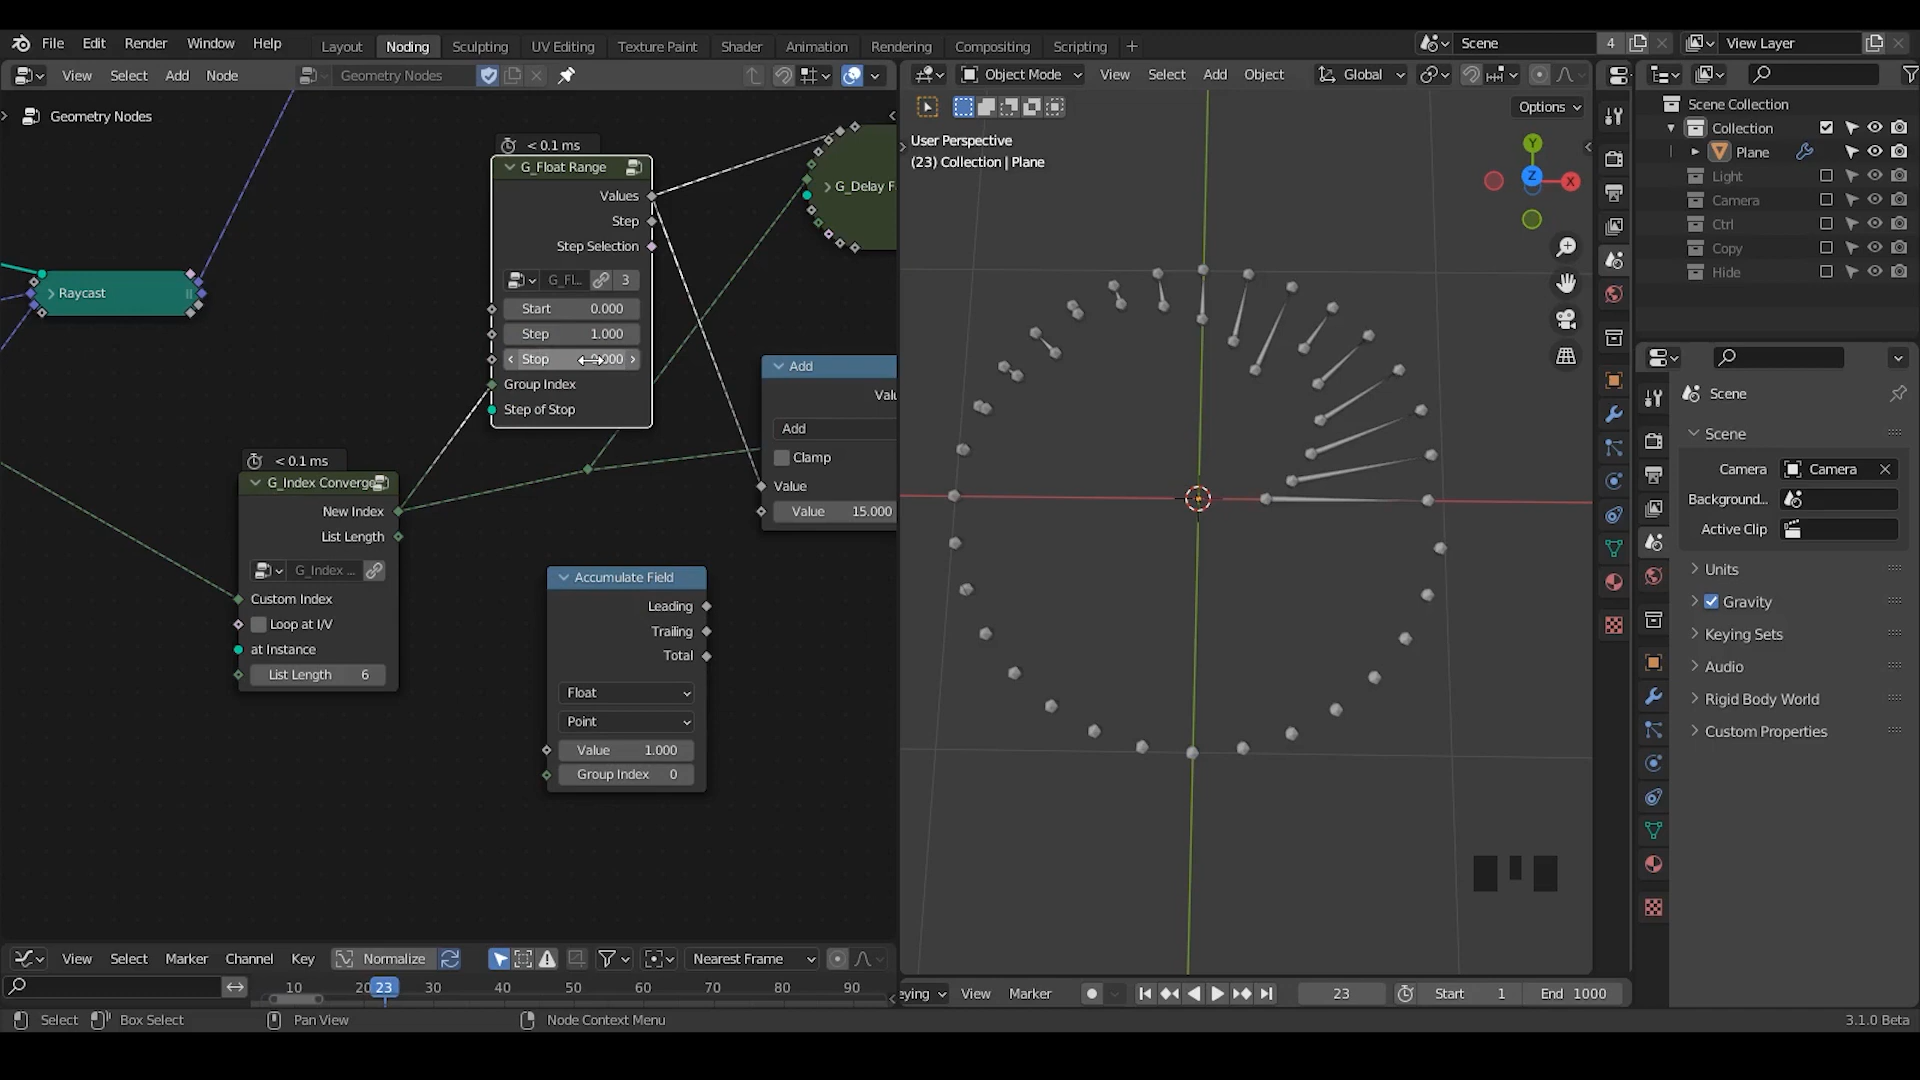 File Edit Render Window Help Layout Noding Sculpting UV Editing Texture Paint Shader Animation Rendering Compositing Scripting + Scene 4 View Layer
View Select Add Node Geometry Nodes Object Mode View Select Add Object Global
Geometry Nodes
Options
User Perspective
(23) Collection | Plane
Scene Collection
Collection
Plane
Light
Camera
Ctrl
Copy
Hide
< 0.1 ms
G_Float Range
Values
Step
Step Selection
G_Fl... 3
Start 0.000
Step 1.000
Stop
Group Index
Step of Stop
Raycast
G_Delay F
Add
Add
Clamp
Value
Value 15.000
< 0.1 ms
G_Index Converge
New Index
List Length
G_Index ...
Custom Index
Loop at I/V
at Instance
List Length 6
Accumulate Field
Leading
Trailing
Total
Float
Point
Value 1.000
Group Index 0
Y
Z
X
Scene
Scene
Camera Camera
Background...
Active Clip
Units
Gravity
Keying Sets
Audio
Rigid Body World
Custom Properties
View Select Marker Channel Key Normalize Nearest Frame
10 20 23 30 40 50 60 70 80 90
eying View Marker 23 Start 1 End 1000
Select Box Select Pan View Node Context Menu 3.1.0 Beta